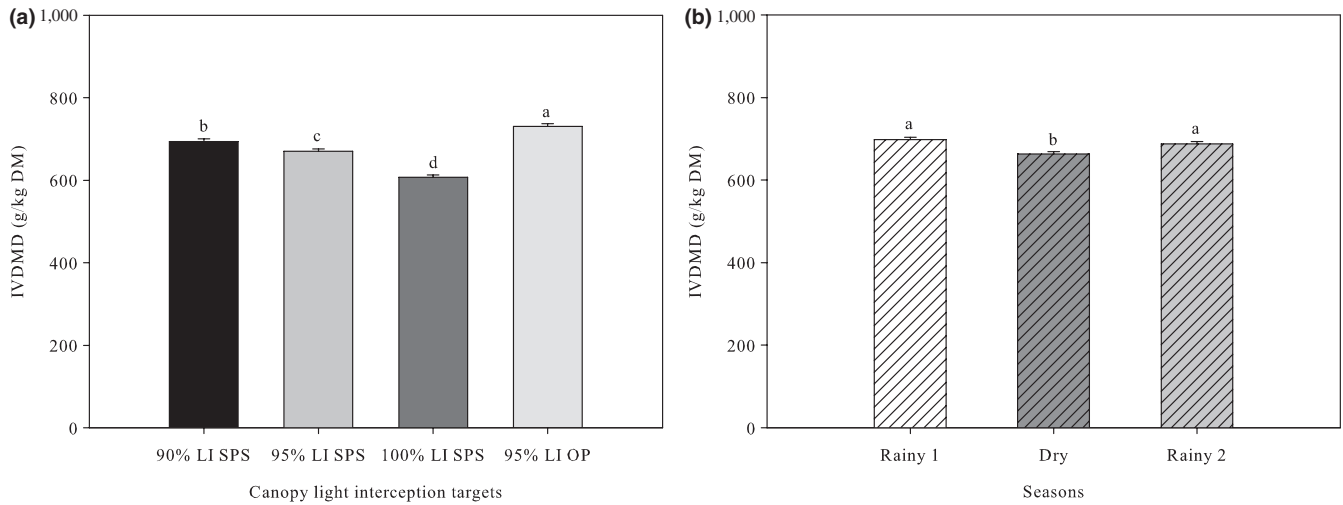 (a)
1,000
800
600
400
200
0
IVDMD (g/kg DM)
b
c
d
a
90% LI SPS
95% LI SPS
100% LI SPS
95% LI OP
Canopy light interception targets
(b)
1,000
800
600
400
200
0
IVDMD (g/kg DM)
a
b
a
Rainy 1
Dry
Rainy 2
Seasons